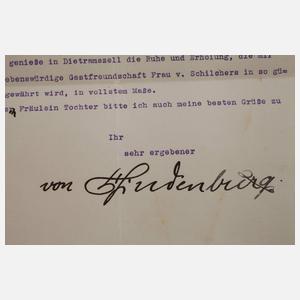 genieße in Dietramszell die Ruhe und Erholung, die mir
ebenswürdige Gastfreundschaft Frau v. Schilchers in so güt
gewährt wird, in vollstem Maße.
Fräulein Tochter bitte ich auch meine besten Grüße zu
Ihr
sehr ergebener
von Hindenburg.